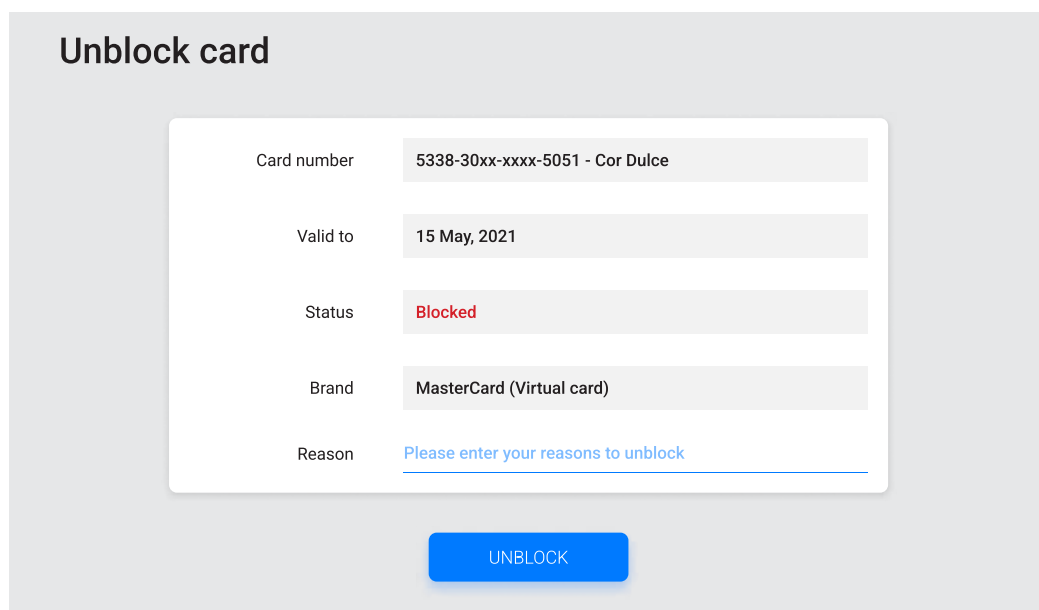 Unblock card
Card number 5338-30xx-xxxx-5051 - Cor Dulce
Valid to 15 May, 2021
Status Blocked
Brand MasterCard (Virtual card)
Reason Please enter your reasons to unblock
UNBLOCK